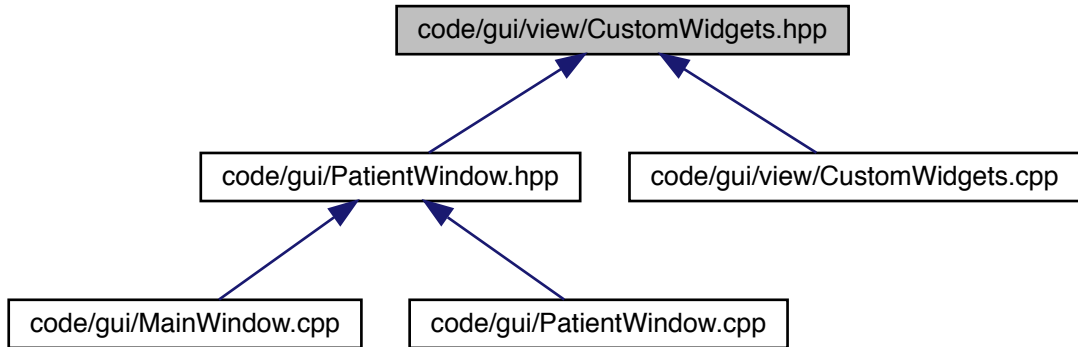 code/gui/view/CustomWidgets.hpp
code/gui/PatientWindow.hpp
code/gui/view/CustomWidgets.cpp
code/gui/MainWindow.cpp
code/gui/PatientWindow.cpp